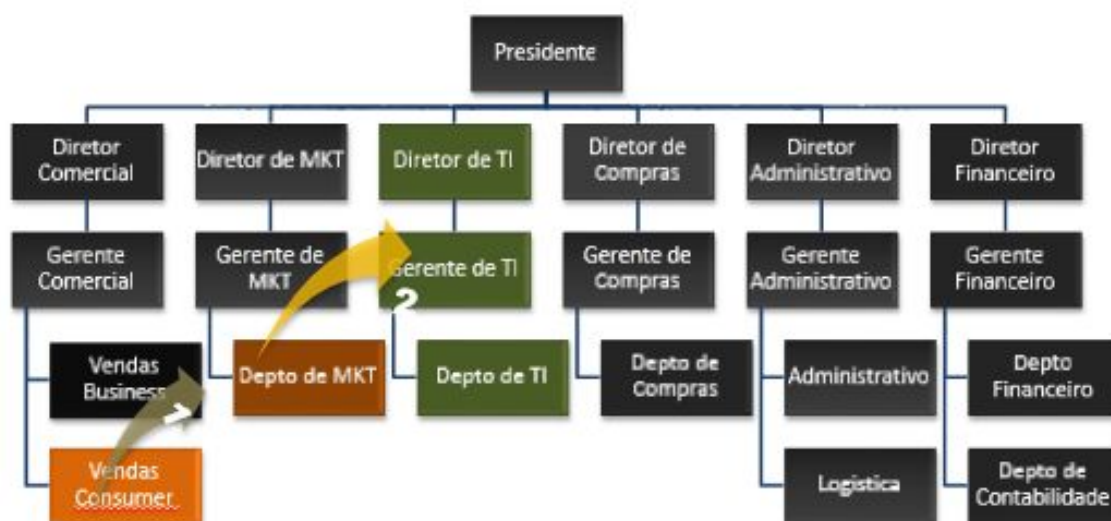 Presidente
Diretor
Comercial
Diretor de MKT
Diretor de TI
Diretor de
Compras
Diretor
Administrativo
Diretor
Financeiro
Gerente
Comercial
Gerente de
MKT
Gerente de TI
2
Gerente de
Compras
Gerente
Administrativo
Gerente
Financeiro
Vendas
Business
1
Depto de MKT
Depto de TI
Depto de
Compras
Administrativo
Depto
Financeiro
Vendas
Consumer
Logística
Depto de
Contabilidade